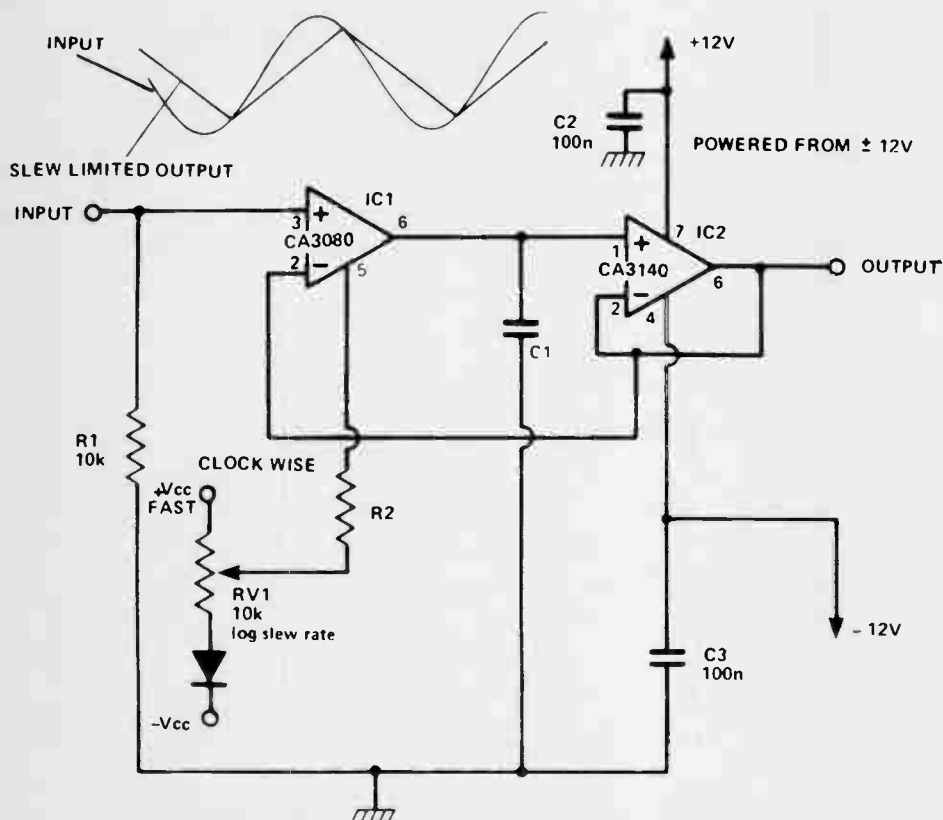 INPUT
SLEW LIMITED OUTPUT
+12V
C2
100n
POWERED FROM ± 12V
INPUT
3
+
IC1
CA3080
6
2
−
5
1
+
7
IC2
CA3140
6
2
−
4
OUTPUT
C1
R1
10k
CLOCK WISE
+Vcc
FAST
R2
RV1
10k
log slew rate
−Vcc
C3
100n
− 12V